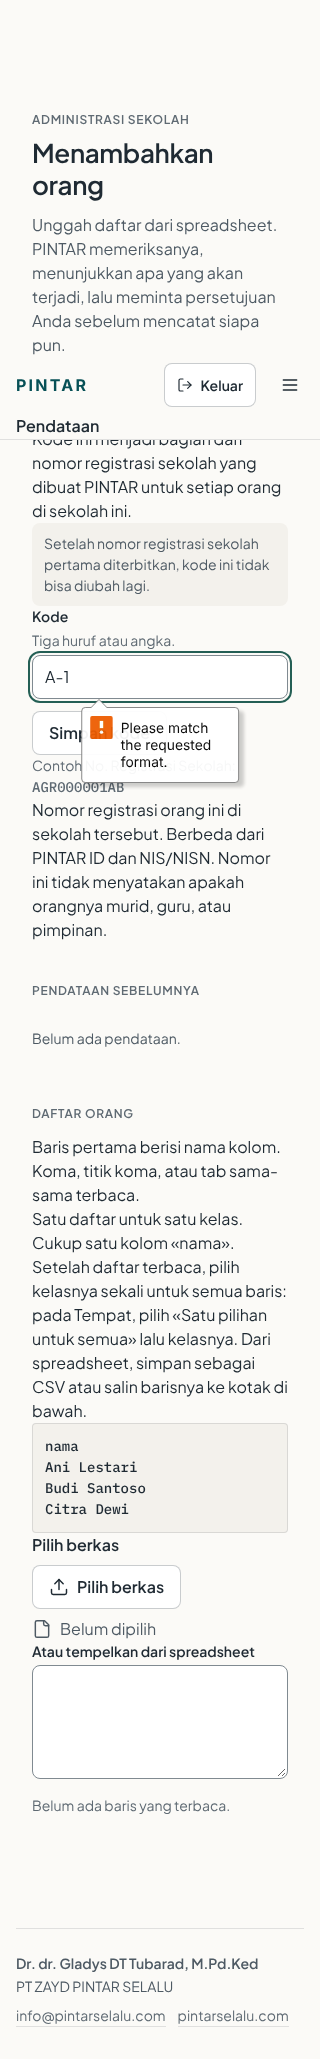 ADMINISTRASI SEKOLAH
Menambahkan
orang
Unggah daftar dari spreadsheet.
PINTAR memeriksanya,
menunjukkan apa yang akan
terjadi, lalu meminta persetujuan
Anda sebelum mencatat siapa
pun.
PINTAR
Keluar
Pendataan
Kode ini menjadi bagian dari
nomor registrasi sekolah yang
dibuat PINTAR untuk setiap orang
di sekolah ini.
Setelah nomor registrasi sekolah
pertama diterbitkan, kode ini tidak
bisa diubah lagi.
Kode
Tiga huruf atau angka.
A-1
Please match
the requested
format.
Contoh
AGR000001AB
Nomor registrasi orang ini di
sekolah tersebut. Berbeda dari
PINTAR ID dan NIS/NISN. Nomor
ini tidak menyatakan apakah
orangnya murid, guru, atau
pimpinan.
PENDATAAN SEBELUMNYA
Belum ada pendataan.
DAFTAR ORANG
Baris pertama berisi nama kolom.
Koma, titik koma, atau tab sama-
sama terbaca.
Satu daftar untuk satu kelas.
Cukup satu kolom «nama».
Setelah daftar terbaca, pilih
kelasnya sekali untuk semua baris:
pada Tempat, pilih «Satu pilihan
untuk semua» lalu kelasnya. Dari
spreadsheet, simpan sebagai
CSV atau salin barisnya ke kotak di
bawah.
nama
Ani Lestari
Budi Santoso
Citra Dewi
Pilih berkas
Pilih berkas
Belum dipilih
Atau tempelkan dari spreadsheet
Belum ada baris yang terbaca.
Dr. dr. Gladys DT Tubarad, M.Pd.Ked
PT ZAYD PINTAR SELALU
info@pintarselalu.com pintarselalu.com